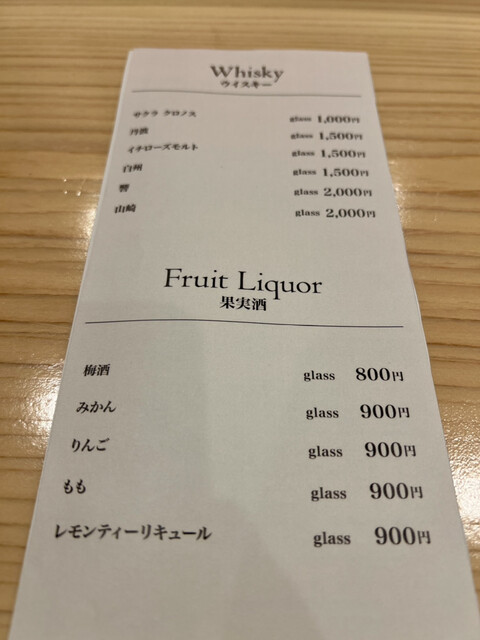 Whisky
ウイスキー
サクラ クロノス glass 1,000円
丹波 glass 1,500円
イチローズモルト glass 1,500円
白州 glass 1,500円
響 glass 2,000円
山崎 glass 2,000円
Fruit Liquor
果実酒
梅酒 glass 800円
みかん glass 900円
りんご glass 900円
もも glass 900円
レモンティーリキュール glass 900円